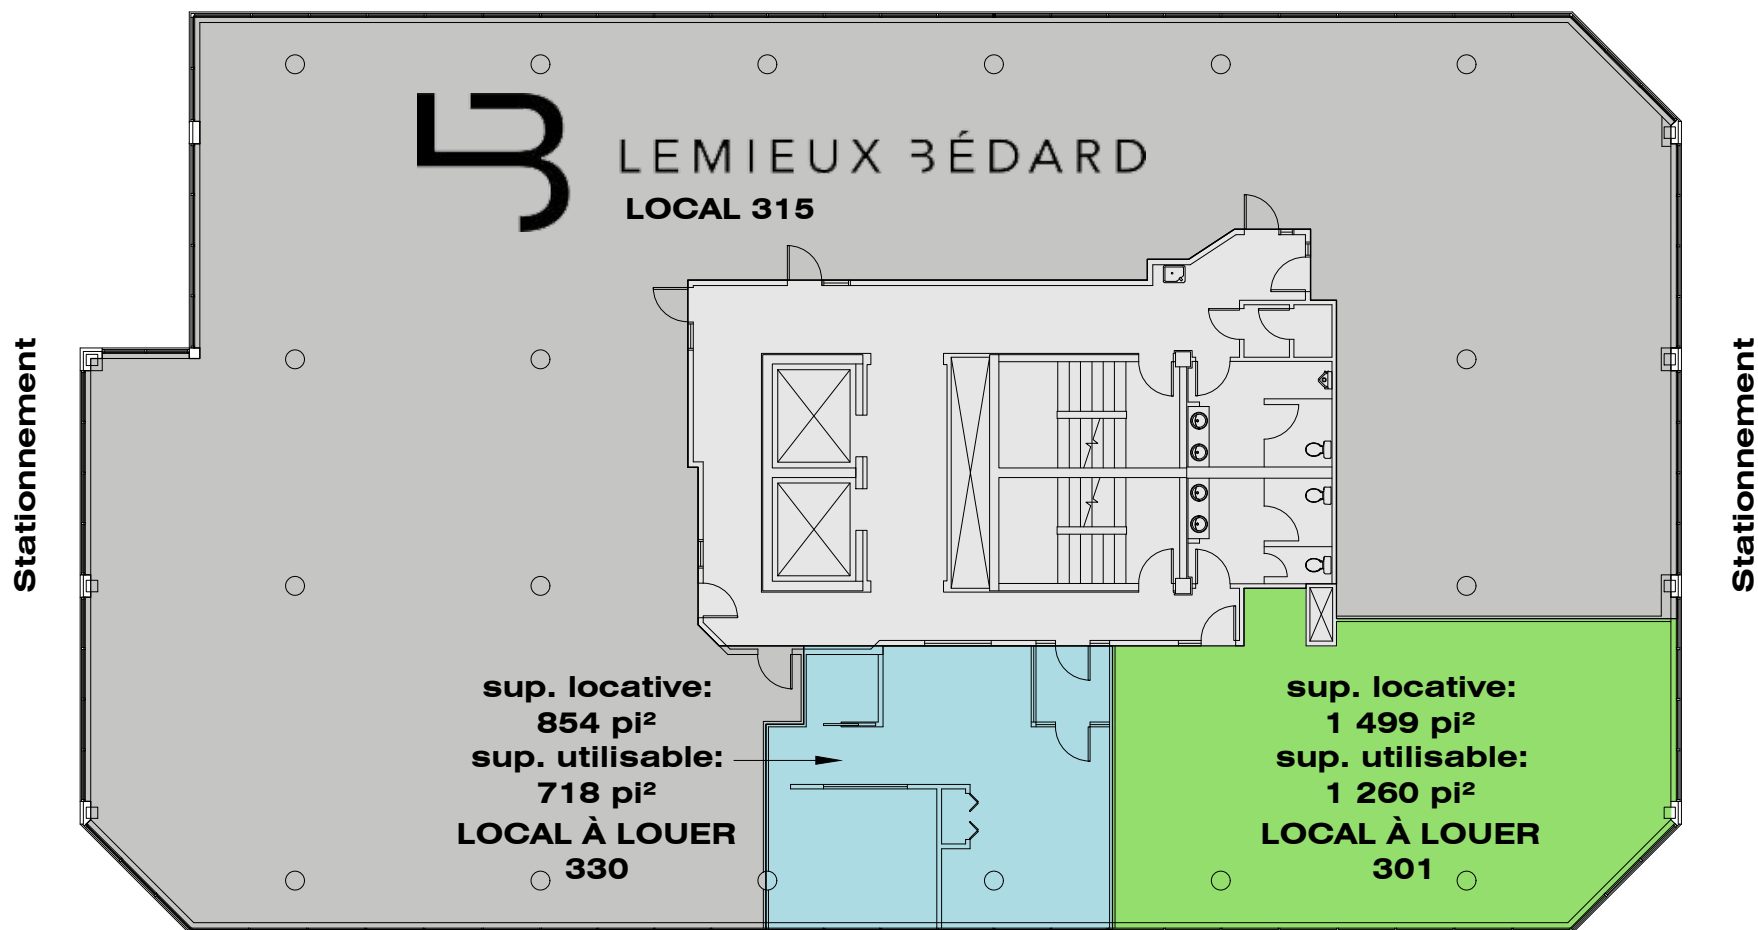 LEMIEUX BÉDARD
LOCAL 315
Stationnement
Stationnement
sup. locative:
854 pi²
sup. utilisable:
718 pi²
LOCAL À LOUER
330
sup. locative:
1 499 pi²
sup. utilisable:
1 260 pi²
LOCAL À LOUER
301